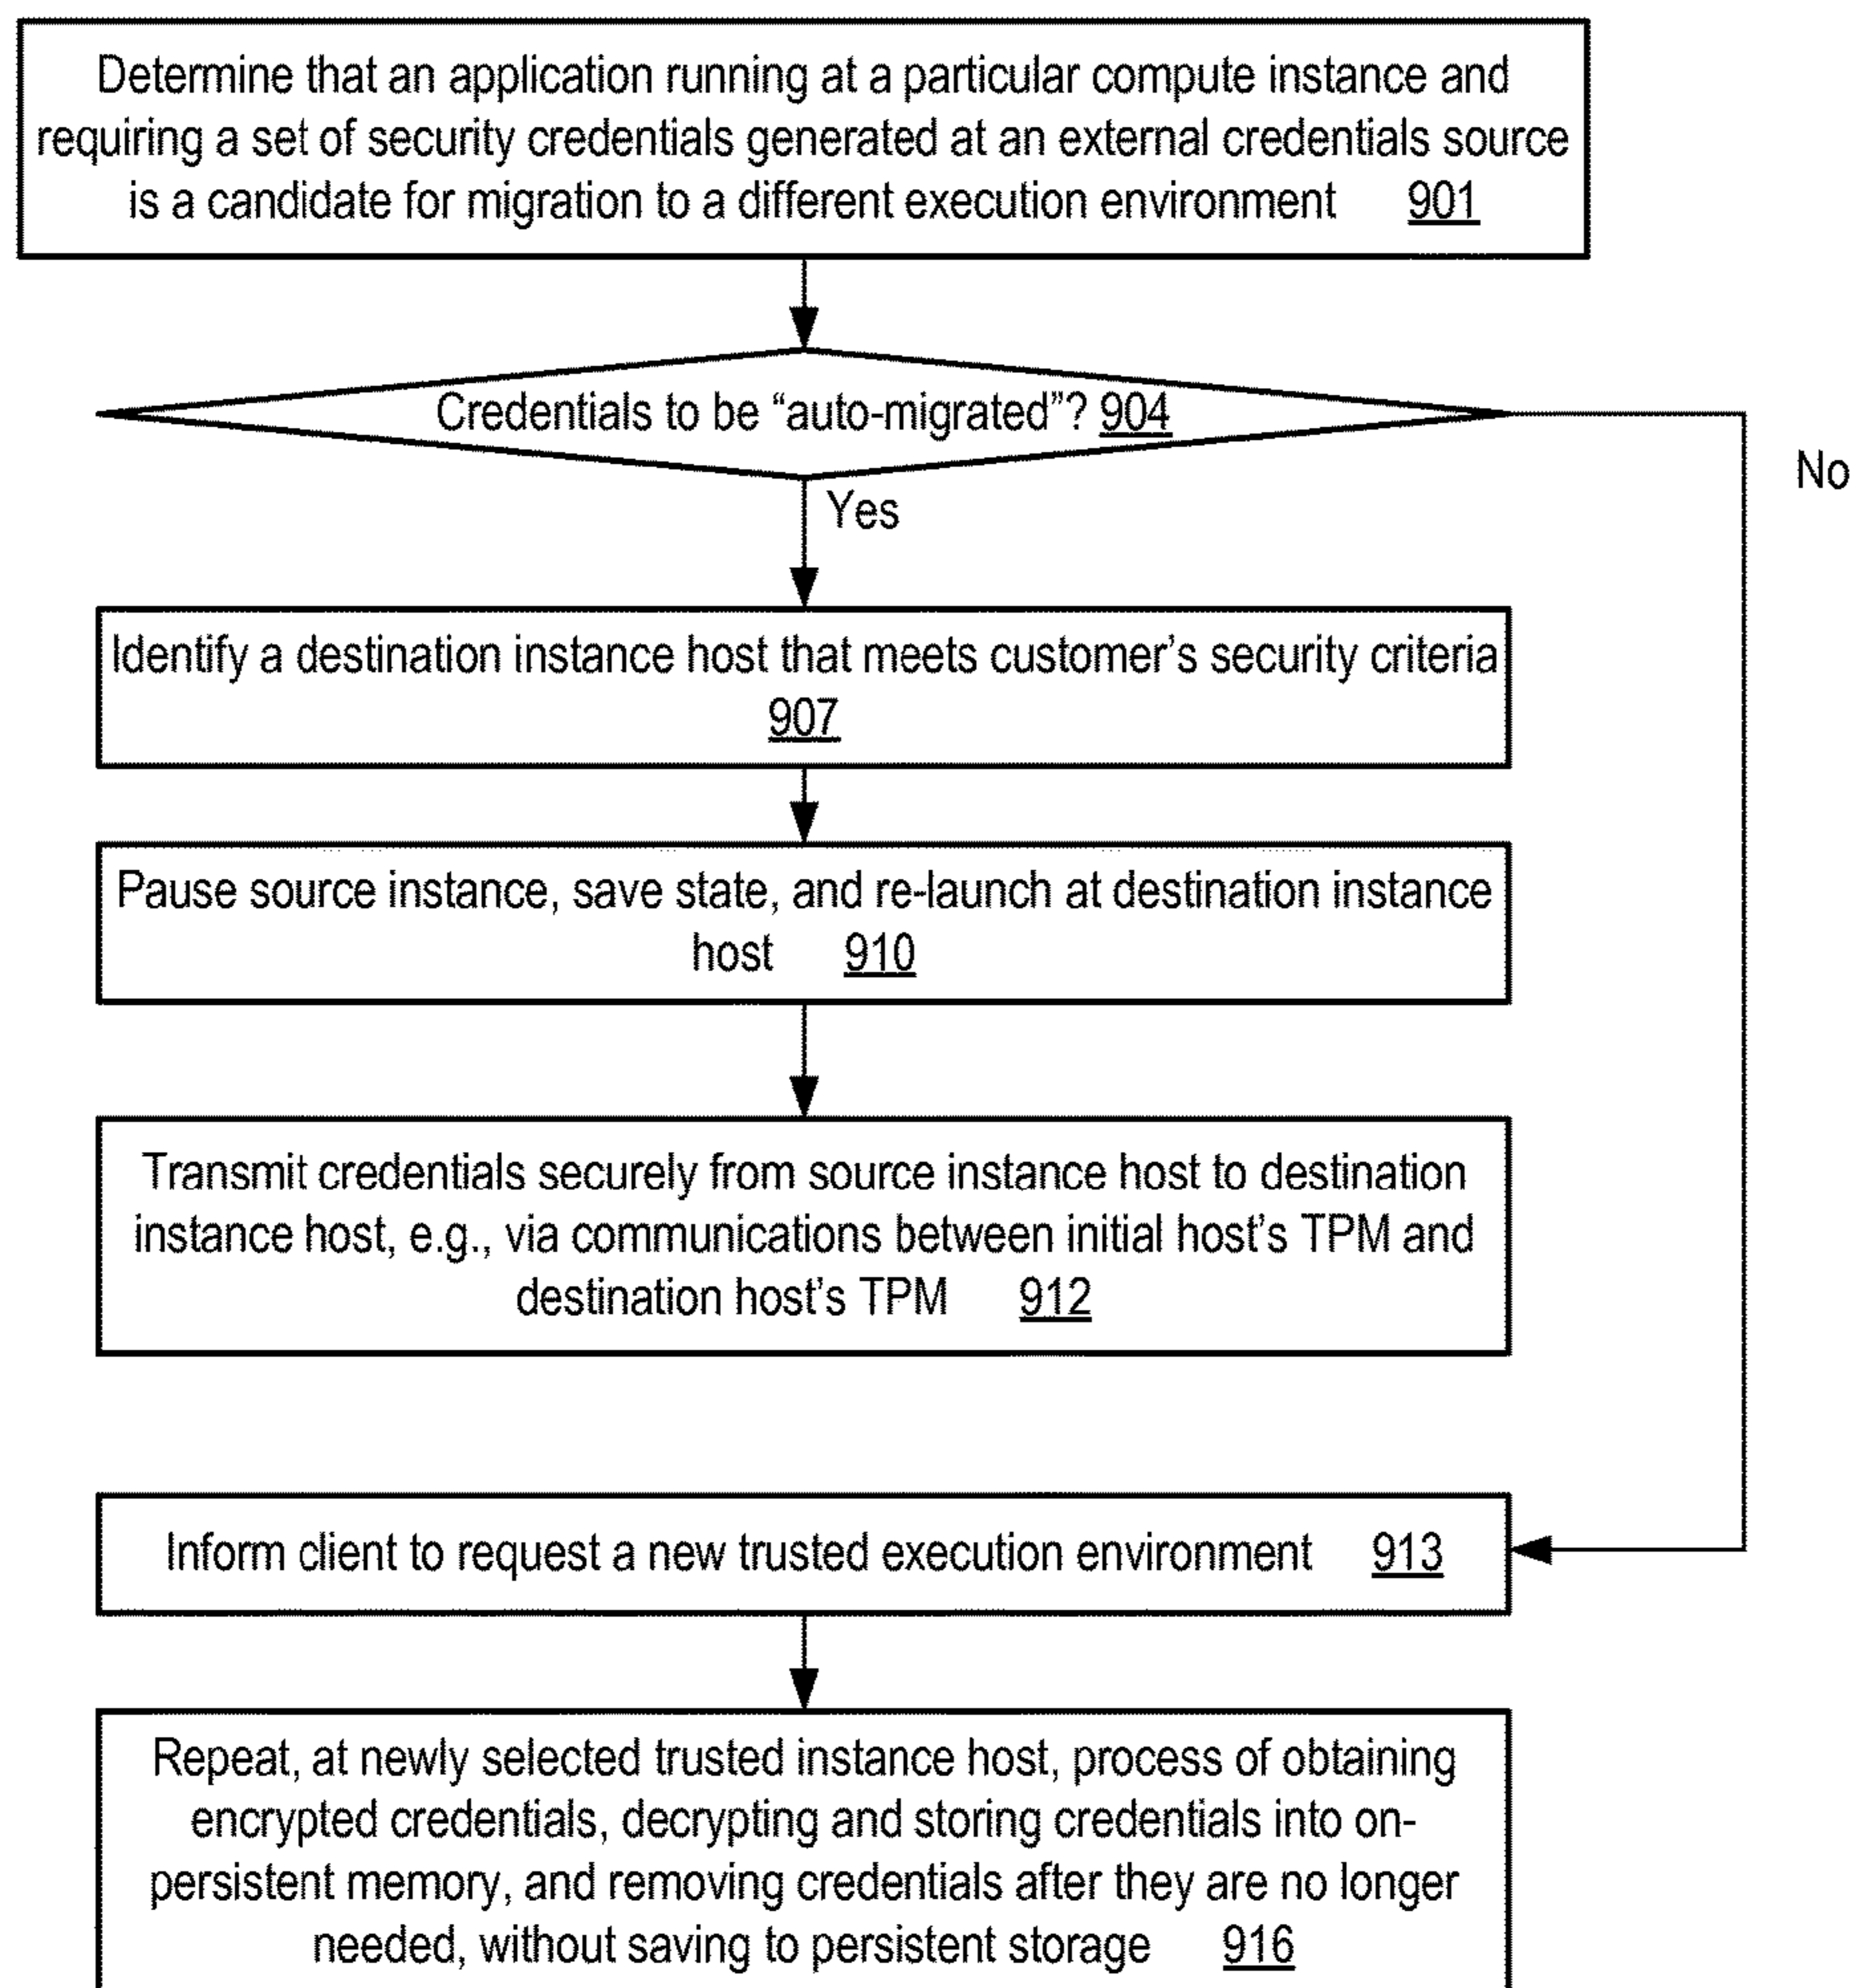 Determine that an application running at a particular compute instance and
requiring a set of security credentials generated at an external credentials source
is a candidate for migration to a different execution environment 901
Credentials to be “auto-migrated”? 904
No
Yes
Identify a destination instance host that meets customer’s security criteria
907
Pause source instance, save state, and re-launch at destination instance
host 910
Transmit credentials securely from source instance host to destination
instance host, e.g., via communications between initial host’s TPM and
destination host’s TPM 912
Inform client to request a new trusted execution environment 913
Repeat, at newly selected trusted instance host, process of obtaining
encrypted credentials, decrypting and storing credentials into on-
persistent memory, and removing credentials after they are no longer
needed, without saving to persistent storage 916